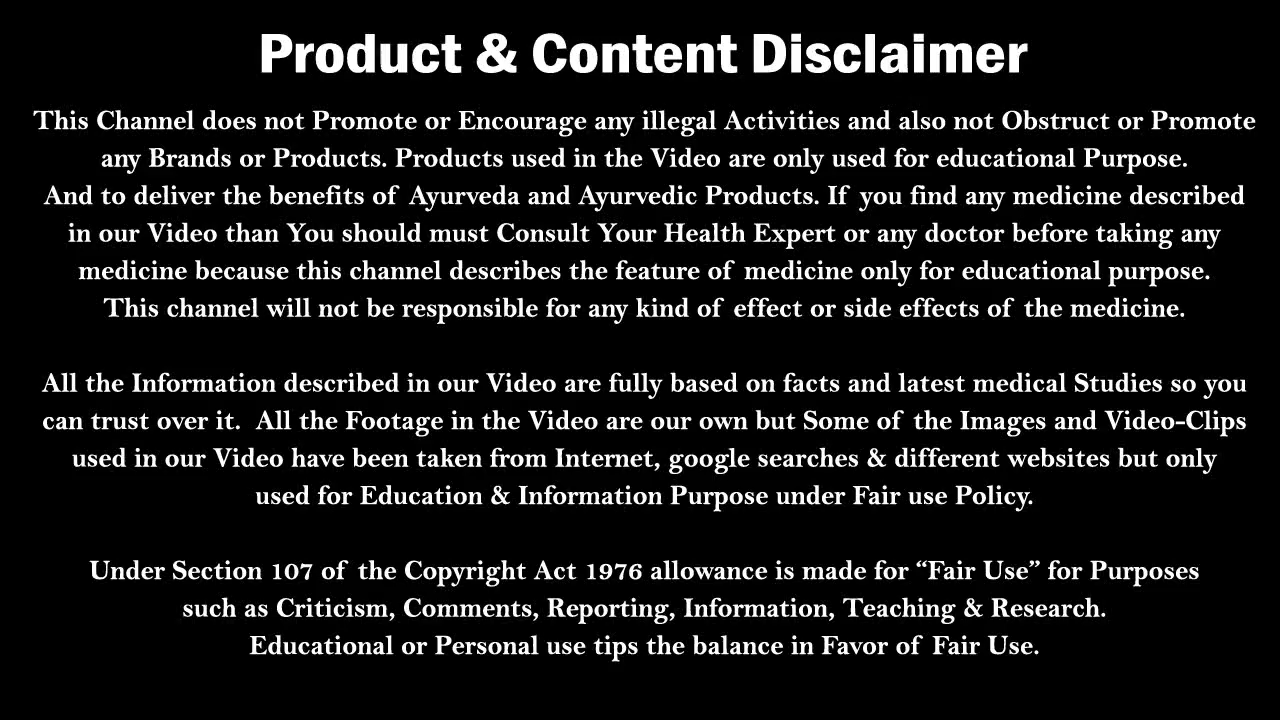 Product & Content Disclaimer
This Channel does not Promote or Encourage any illegal Activities and also not Obstruct or Promote
any Brands or Products. Products used in the Video are only used for educational Purpose.
And to deliver the benefits of Ayurveda and Ayurvedic Products. If you find any medicine described
in our Video than You should must Consult Your Health Expert or any doctor before taking any
medicine because this channel describes the feature of medicine only for educational purpose.
This channel will not be responsible for any kind of effect or side effects of the medicine.
All the Information described in our Video are fully based on facts and latest medical Studies so you
can trust over it. All the Footage in the Video are our own but Some of the Images and Video-Clips
used in our Video have been taken from Internet, google searches & different websites but only
used for Education & Information Purpose under Fair use Policy.
Under Section 107 of the Copyright Act 1976 allowance is made for “Fair Use” for Purposes
such as Criticism, Comments, Reporting, Information, Teaching & Research.
Educational or Personal use tips the balance in Favor of Fair Use.